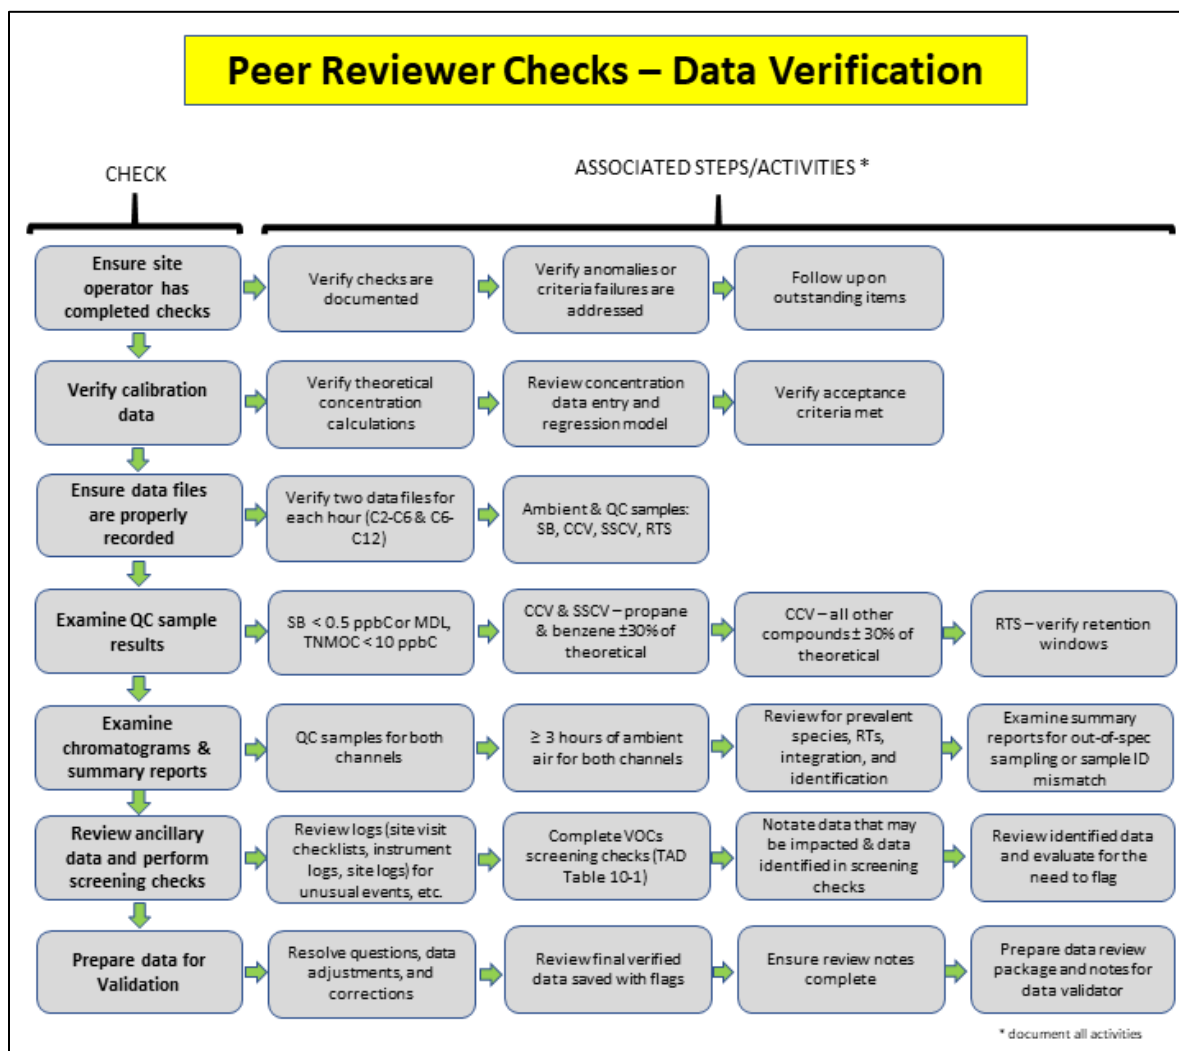 Peer Reviewer Checks – Data Verification
CHECK
ASSOCIATED STEPS/ACTIVITIES *
Ensure site
operator has
completed checks
Verify checks are
documented
Verify anomalies or
criteria failures are
addressed
Follow up on
outstanding items
Verify calibration
data
Verify theoretical
concentration
calculations
Review concentration
data entry and
regression model
Verify acceptance
criteria met
Ensure data files
are properly
recorded
Verify two data files for
each hour (C2-C6 & C6-
C12)
Ambient & QC samples:
SB, CCV, SSCV, RTS
Examine QC sample
results
SB < 0.5 ppbC or MDL,
TNMOC < 10 ppbC
CCV & SSCV – propane
& benzene ±30% of
theoretical
CCV – all other
compounds ± 30% of
theoretical
RTS – verify retention
windows
Examine
chromatograms &
summary reports
QC samples for both
channels
≥ 3 hours of ambient
air for both channels
Review for prevalent
species, RTs,
integration, and
identification
Examine summary
reports for out-of-spec
sampling or sample ID
mismatch
Review ancillary
data and perform
screening checks
Review logs (site visit
checklists, instrument
logs, site logs) for
unusual events, etc.
Complete VOCs
screening checks (TAD
Table 10-1)
Notate data that may
be impacted & data
identified in screening
checks
Review identified data
and evaluate for the
need to flag
Prepare data for
Validation
Resolve questions, data
adjustments, and
corrections
Review final verified
data saved with flags
Ensure review notes
complete
Prepare data review
package and notes for
data validator
* document all activities